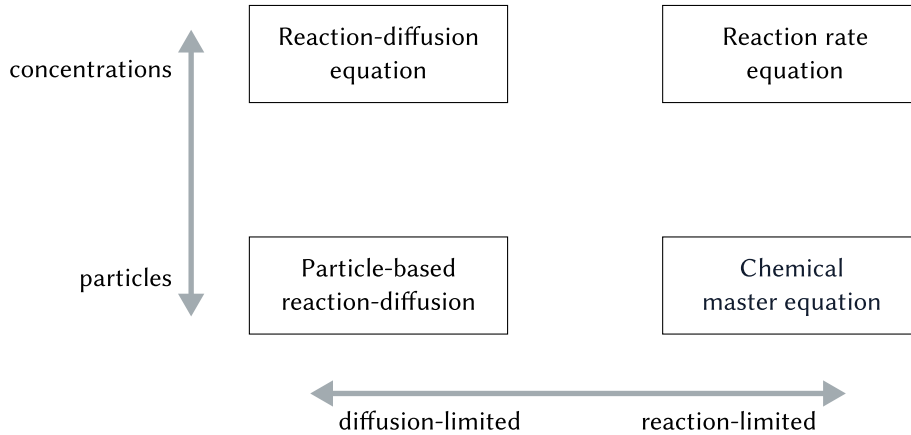 Reaction-diffusion
equation
Reaction rate
equation
concentrations
particles
Particle-based
reaction-diffusion
Chemical
master equation
diffusion-limited
reaction-limited